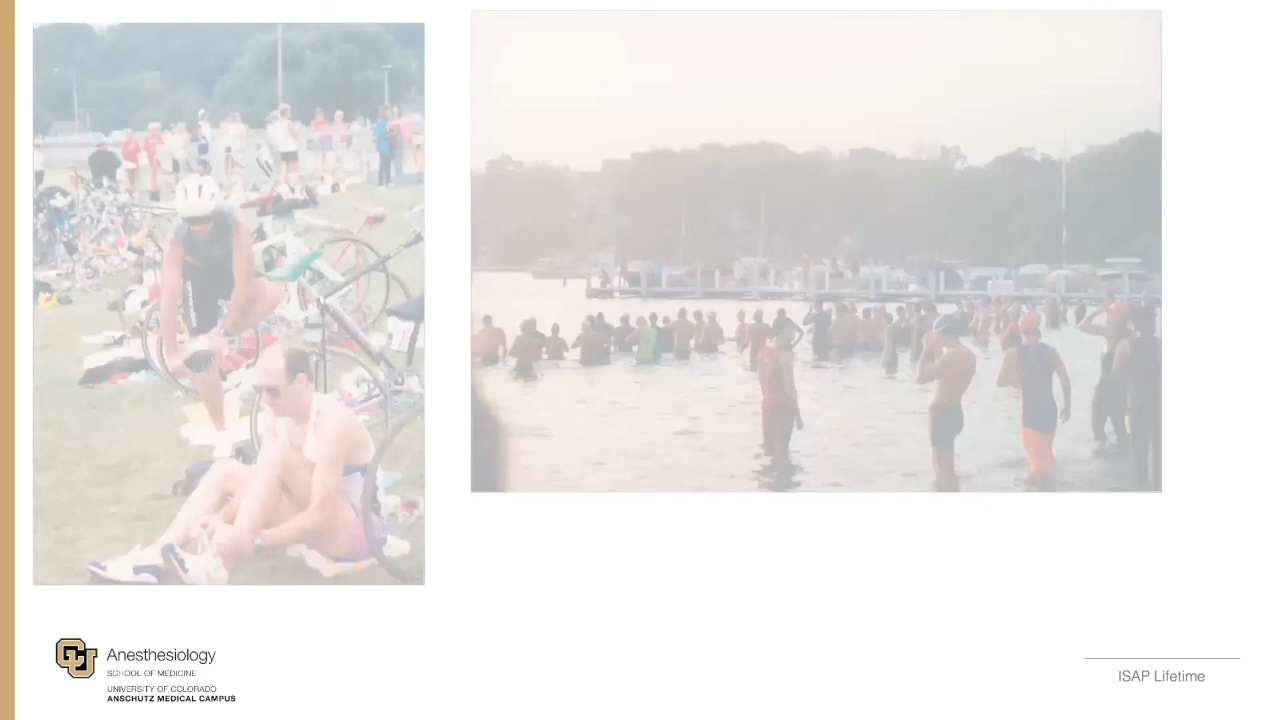 Anesthesiology
SCHOOL OF MEDICINE
UNIVERSITY OF COLORADO
ANSCHUTZ MEDICAL CAMPUS
ISAP Lifetime